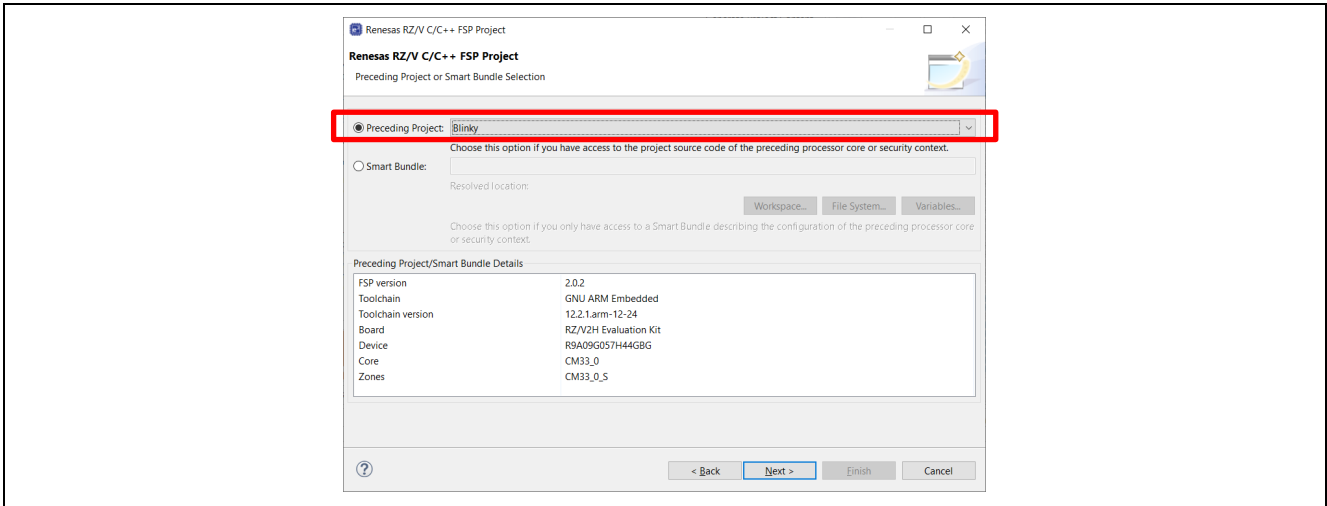 Renesas RZ/V C/C++ FSP Project
Renesas RZ/V C/C++ FSP Project
Preceding Project or Smart Bundle Selection
Preceding Project: Blinky
Choose this option if you have access to the project source code of the preceding processor core or security context.
Smart Bundle:
Resolved location:
Workspace... File System... Variables...
Choose this option if you only have access to a Smart Bundle describing the configuration of the preceding processor core
or security context.
Preceding Project/Smart Bundle Details
FSP version 2.0.2
Toolchain GNU ARM Embedded
Toolchain version 12.2.1.arm-12-24
Board RZ/V2H Evaluation Kit
Device R9A09G057H44GBG
Core CM33_0
Zones CM33_0_S
? < Back Next > Finish Cancel